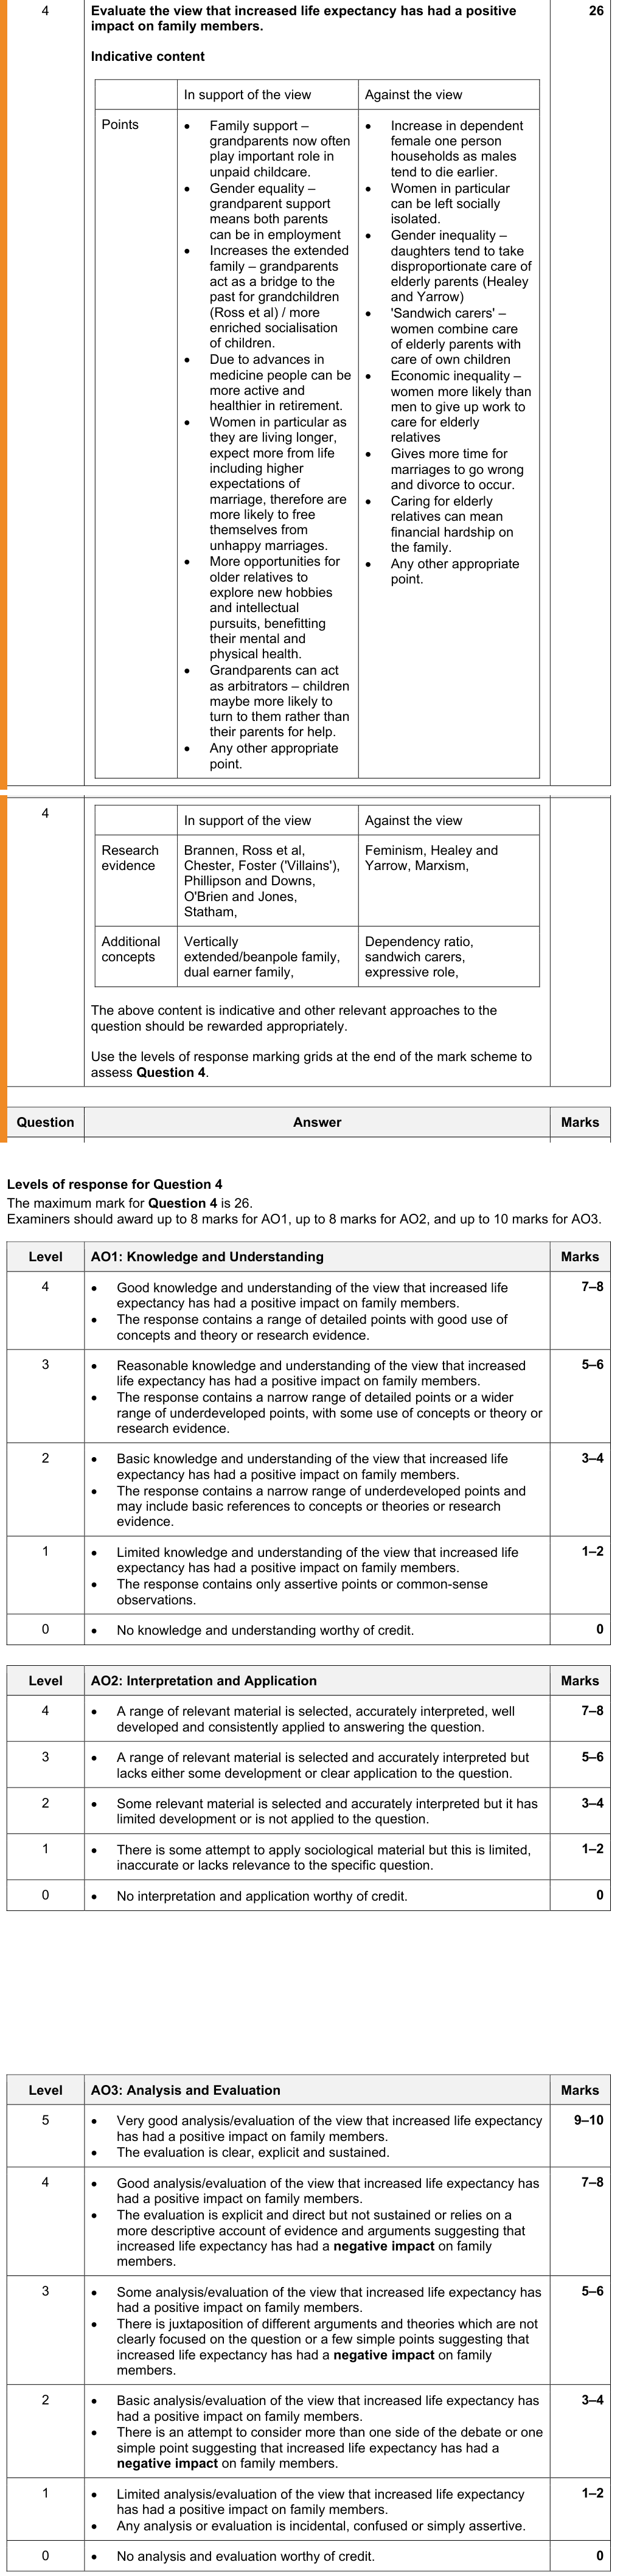 4
Evaluate the view that increased life expectancy has had a positive
impact on family members.
26
Indicative content
In support of the view
Against the view
Points
• Family support –
grandparents now often
play important role in
unpaid childcare.
• Gender equality –
grandparent support
means both parents
can be in employment
• Increases the extended
family – grandparents
act as a bridge to the
past for grandchildren
(Ross et al) / more
enriched socialisation
of children.
• Due to advances in
medicine people can be
more active and
healthier in retirement.
• Women in particular as
they are living longer,
expect more from life
including higher
expectations of
marriage, therefore are
more likely to free
themselves from
unhappy marriages.
• More opportunities for
older relatives to
explore new hobbies
and intellectual
pursuits, benefitting
their mental and
physical health.
• Grandparents can act
as arbitrators – children
maybe more likely to
turn to them rather than
their parents for help.
• Any other appropriate
point.
• Increase in dependent
female one person
households as males
tend to die earlier.
• Women in particular
can be left socially
isolated.
• Gender inequality –
daughters tend to take
disproportionate care of
elderly parents (Healey
and Yarrow)
• 'Sandwich carers' –
women combine care
of elderly parents with
care of own children
• Economic inequality –
women more likely than
men to give up work to
care for elderly
relatives
• Gives more time for
marriages to go wrong
and divorce to occur.
• Caring for elderly
relatives can mean
financial hardship on
the family.
• Any other appropriate
point.
4
In support of the view
Against the view
Research
evidence
Brannen, Ross et al,
Chester, Foster ('Villains'),
Phillipson and Downs,
O'Brien and Jones,
Statham,
Feminism, Healey and
Yarrow, Marxism,
Additional
concepts
Vertically
extended/beanpole family,
dual earner family,
Dependency ratio,
sandwich carers,
expressive role,
The above content is indicative and other relevant approaches to the
question should be rewarded appropriately.
Use the levels of response marking grids at the end of the mark scheme to
assess Question 4.
Question
Answer
Marks
Levels of response for Question 4
The maximum mark for Question 4 is 26.
Examiners should award up to 8 marks for AO1, up to 8 marks for AO2, and up to 10 marks for AO3.
Level
AO1: Knowledge and Understanding
Marks
4
• Good knowledge and understanding of the view that increased life
expectancy has had a positive impact on family members.
• The response contains a range of detailed points with good use of
concepts and theory or research evidence.
7–8
3
• Reasonable knowledge and understanding of the view that increased
life expectancy has had a positive impact on family members.
• The response contains a narrow range of detailed points or a wider
range of underdeveloped points, with some use of concepts or theory or
research evidence.
5–6
2
• Basic knowledge and understanding of the view that increased life
expectancy has had a positive impact on family members.
• The response contains a narrow range of underdeveloped points and
may include basic references to concepts or theories or research
evidence.
3–4
1
• Limited knowledge and understanding of the view that increased life
expectancy has had a positive impact on family members.
• The response contains only assertive points or common-sense
observations.
1–2
0
• No knowledge and understanding worthy of credit.
0
Level
AO2: Interpretation and Application
Marks
4
• A range of relevant material is selected, accurately interpreted, well
developed and consistently applied to answering the question.
7–8
3
• A range of relevant material is selected and accurately interpreted but
lacks either some development or clear application to the question.
5–6
2
• Some relevant material is selected and accurately interpreted but it has
limited development or is not applied to the question.
3–4
1
• There is some attempt to apply sociological material but this is limited,
inaccurate or lacks relevance to the specific question.
1–2
0
• No interpretation and application worthy of credit.
0
Level
AO3: Analysis and Evaluation
Marks
5
• Very good analysis/evaluation of the view that increased life expectancy
has had a positive impact on family members.
• The evaluation is clear, explicit and sustained.
9–10
4
• Good analysis/evaluation of the view that increased life expectancy has
had a positive impact on family members.
• The evaluation is explicit and direct but not sustained or relies on a
more descriptive account of evidence and arguments suggesting that
increased life expectancy has had a negative impact on family
members.
7–8
3
• Some analysis/evaluation of the view that increased life expectancy has
had a positive impact on family members.
• There is juxtaposition of different arguments and theories which are not
clearly focused on the question or a few simple points suggesting that
increased life expectancy has had a negative impact on family
members.
5–6
2
• Basic analysis/evaluation of the view that increased life expectancy has
had a positive impact on family members.
• There is an attempt to consider more than one side of the debate or one
simple point suggesting that increased life expectancy has had a
negative impact on family members.
3–4
1
• Limited analysis/evaluation of the view that increased life expectancy
has had a positive impact on family members.
• Any analysis or evaluation is incidental, confused or simply assertive.
1–2
0
• No analysis and evaluation worthy of credit.
0